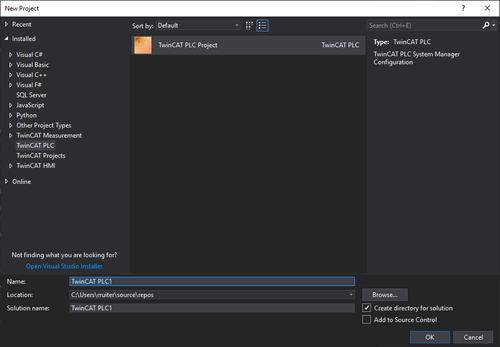 New Project
? ×
Recent
Installed
Visual C#
Visual Basic
Visual C++
Visual F#
SQL Server
JavaScript
Python
Other Project Types
TwinCAT Measurement
TwinCAT PLC
TwinCAT Projects
TwinCAT HMI
Online
Not finding what you are looking for?
Open Visual Studio Installer
Sort by: Default
TwinCAT PLC Project TwinCAT PLC
Search (Ctrl+E)
Type: TwinCAT PLC
TwinCAT PLC System Manager
Configuration
Name: TwinCAT PLC1
Location: C:\Users\rruiter\source\repos
Browse...
Solution name: TwinCAT PLC1
Create directory for solution
Add to Source Control
OK Cancel